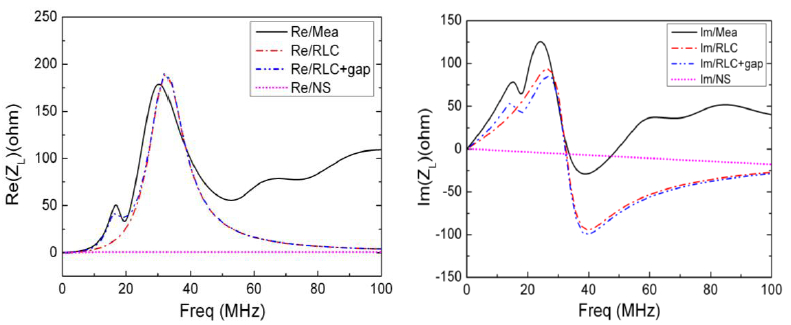 250
200
150
100
50
0
Re(Z_L)(ohm)
Re/Mea
Re/RLC
Re/RLC+gap
Re/NS
0 20 40 60 80 100
Freq (MHz)
150
100
50
0
-50
-100
-150
Im(Z_L)(ohm)
Im/Mea
Im/RLC
Im/RLC+gap
Im/NS
0 20 40 60 80 100
Freq (MHz)